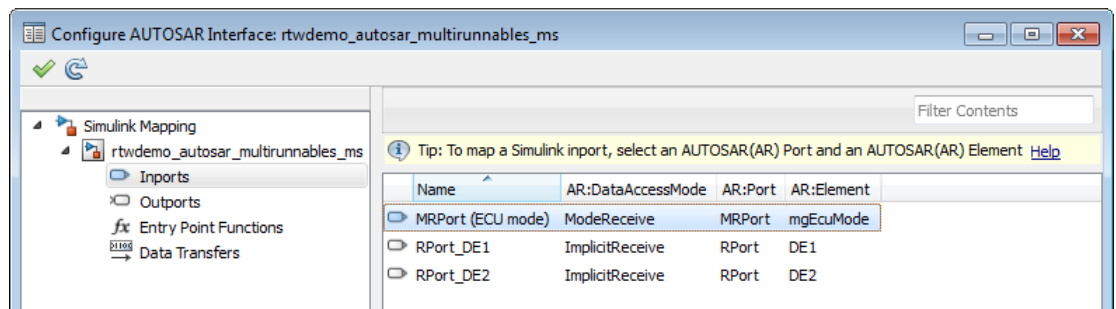 Configure AUTOSAR Interface: rtwdemo_autosar_multirunnables_ms
Filter Contents
Simulink Mapping
rtwdemo_autosar_multirunnables_ms
Inports
Outports
fx Entry Point Functions
Data Transfers
Tip: To map a Simulink inport, select an AUTOSAR(AR) Port and an AUTOSAR(AR) Element Help
Name AR:DataAccessMode AR:Port AR:Element
MRPort (ECU mode) ModeReceive MRPort mgEcuMode
RPort_DE1 ImplicitReceive RPort DE1
RPort_DE2 ImplicitReceive RPort DE2